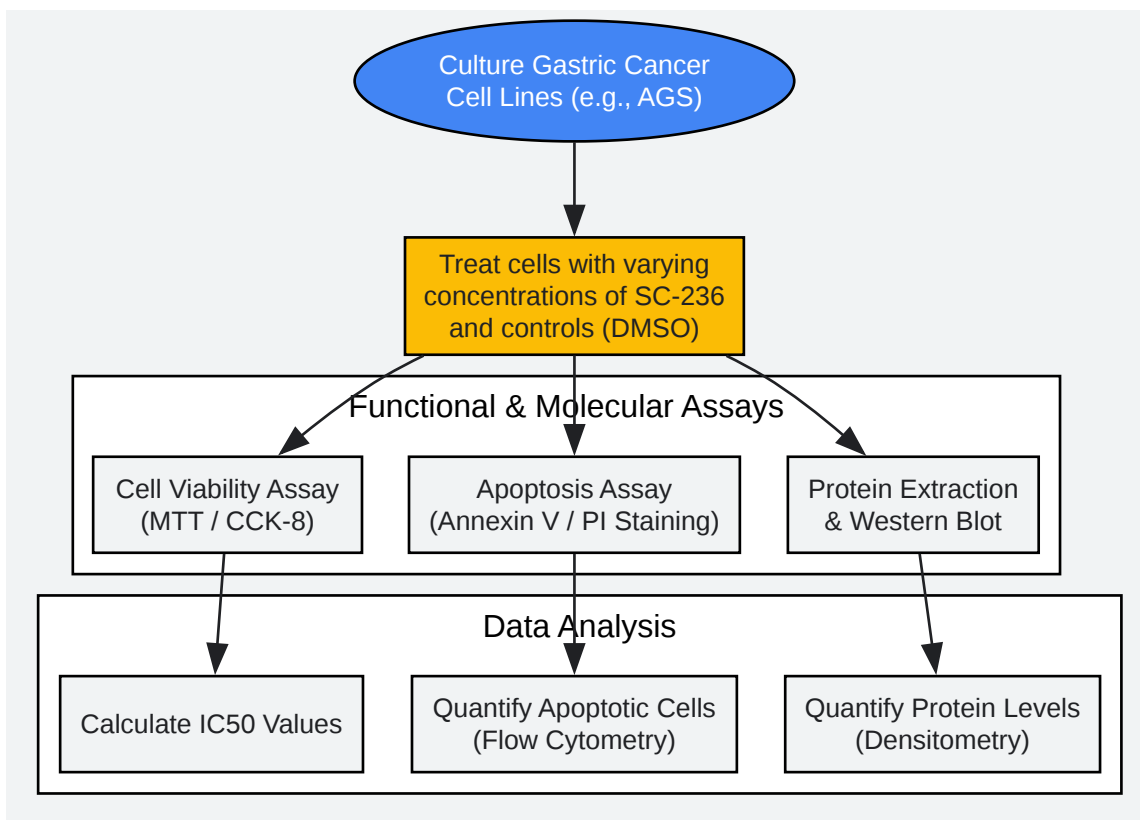 Culture Gastric Cancer
Cell Lines (e.g., AGS)
Treat cells with varying
concentrations of SC-236
and controls (DMSO)
Functional & Molecular Assays
Cell Viability Assay
(MTT / CCK-8)
Apoptosis Assay
(Annexin V / PI Staining)
Protein Extraction
& Western Blot
Data Analysis
Calculate IC50 Values
Quantify Apoptotic Cells
(Flow Cytometry)
Quantify Protein Levels
(Densitometry)